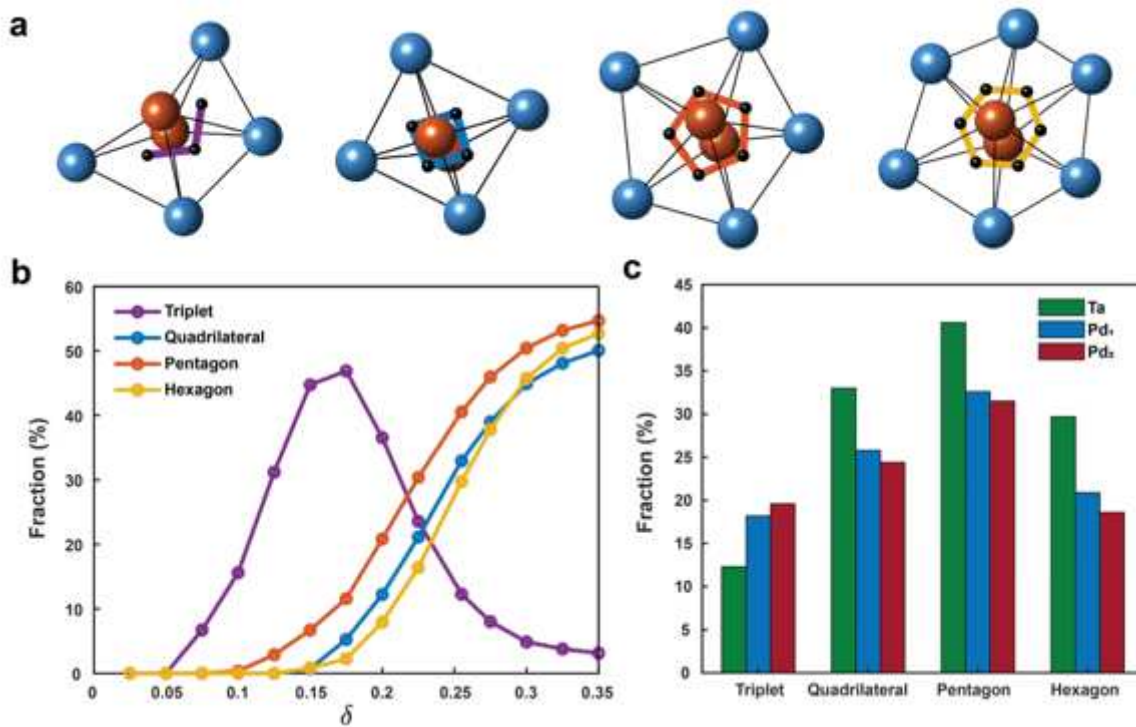 a
b
c
60
50
40
30
20
10
0
Fraction (%)
Triplet
Quadrilateral
Pentagon
Hexagon
0 0.05 0.1 0.15 0.2 0.25 0.3 0.35
δ
45
40
35
30
25
20
15
10
5
0
Fraction (%)
Ta
Pd₁
Pd₂
Triplet Quadrilateral Pentagon Hexagon